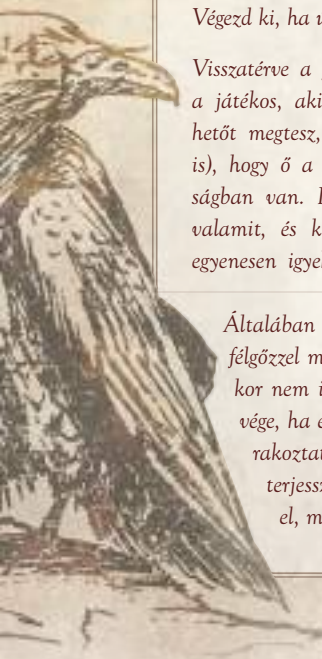 Végezd ki, ha u
Visszatérve a
a játékos, aki
hetőt megtesz,
is), hogy ő a
ságban van.
valamit, és k
egyenesen igye
Általában
félgőzzel m
kor nem i
vége, ha e
rakoztat
terjessz
el, m